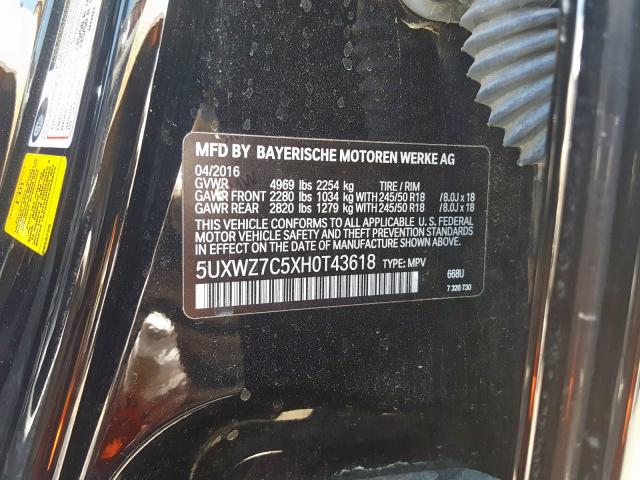 MFD BY BAYERISCHE MOTOREN WERKE AG
04/2016
GVWR 4969 lbs 2254 kg TIRE / RIM
GAWR FRONT 2280 lbs 1034 kg WITH 245/50 R18 /8.0J x 18
GAWR REAR 2820 lbs 1279 kg WITH 245/50 R18 /8.0J x 18
THIS VEHICLE CONFORMS TO ALL APPLICABLE U.S. FEDERAL
MOTOR VEHICLE SAFETY AND THEFT PREVENTION STANDARDS
IN EFFECT ON THE DATE OF MANUFACTURE SHOWN ABOVE.
5UXWZ7C5XH0T43618 TYPE: MPV
668U
7 320 730